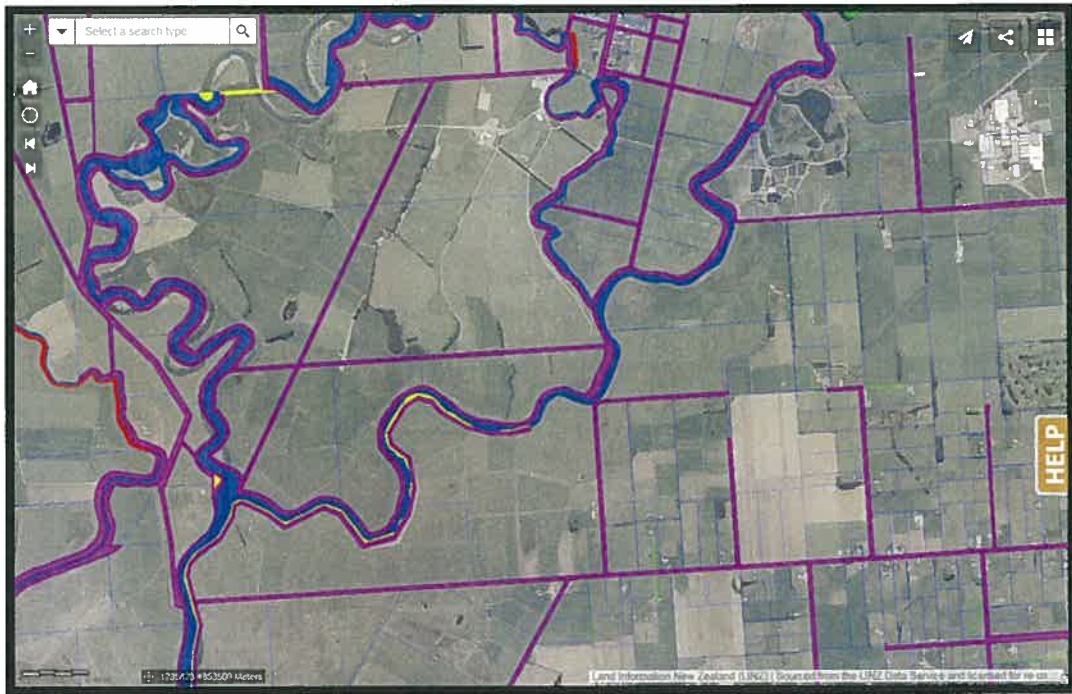 Select a search type
HELP
Meters
Land Information New Zealand (LINZ) | Sourced from the LINZ Data Service and licensed for re-us